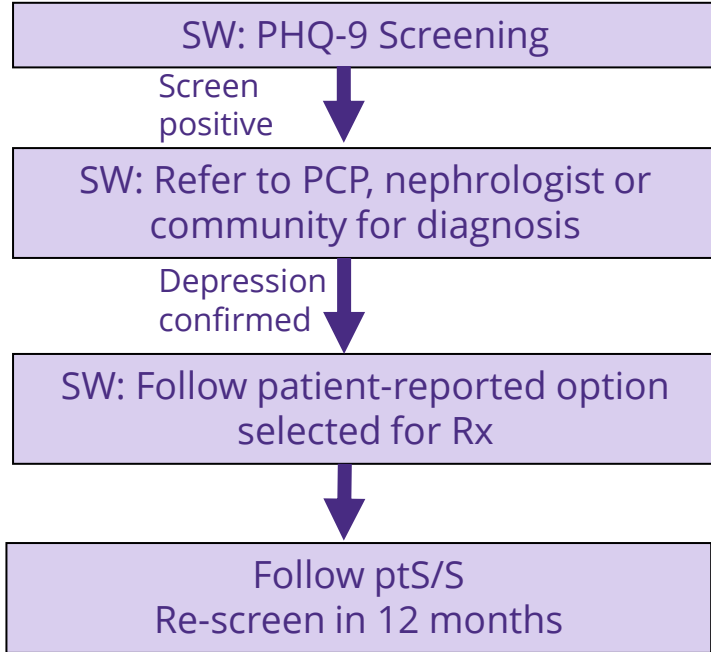 SW: PHQ-9 Screening
Screen
positive
SW: Refer to PCP, nephrologist or
community for diagnosis
Depression
confirmed
SW: Follow patient-reported option
selected for Rx
Follow ptS/S
Re-screen in 12 months